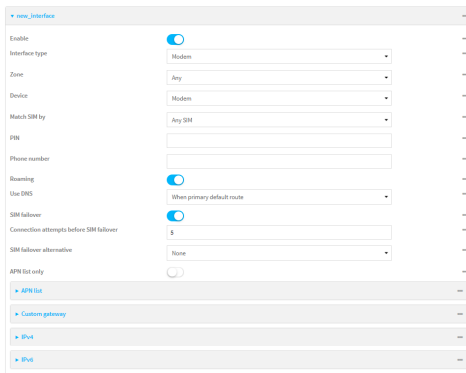 new_interface
Enable
Interface type Modem
Zone Any
Device Modem
Match SIM by Any SIM
PIN
Phone number
Roaming
Use DNS When primary default route
SIM failover
Connection attempts before SIM failover 5
SIM failover alternative None
APN list only
APN list
Custom gateway
IPv4
IPv6